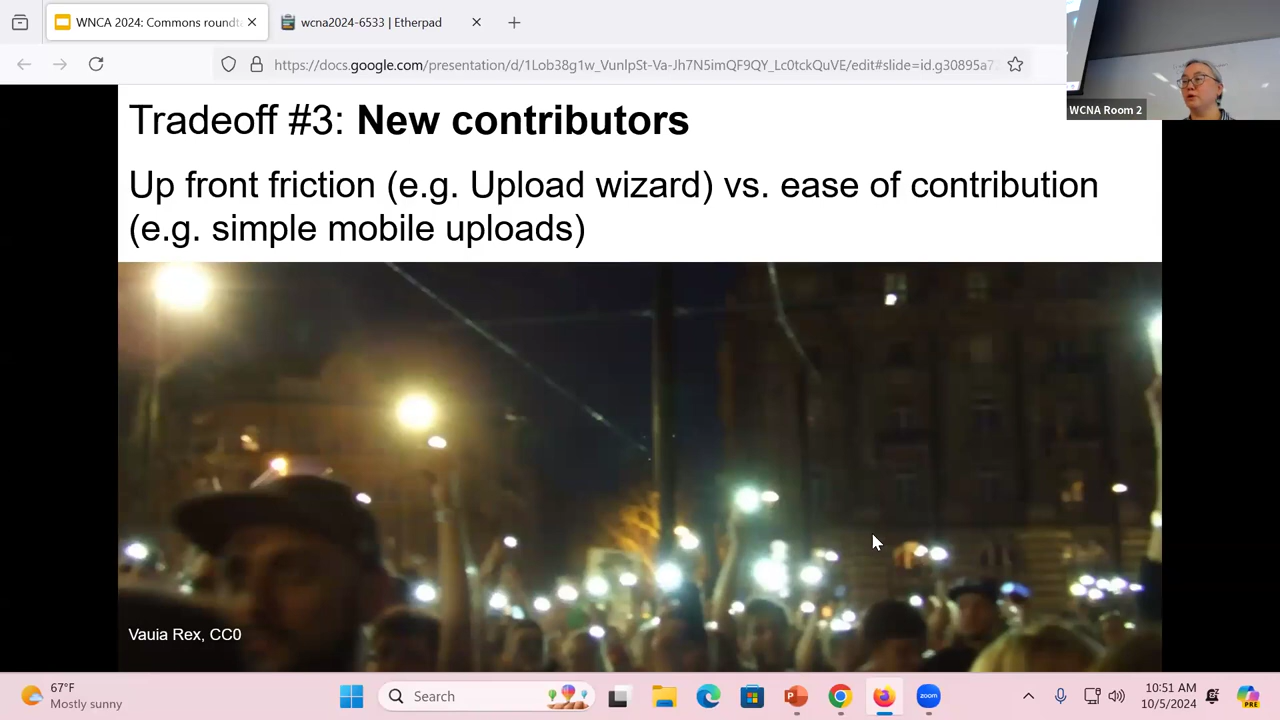 WNCA 2024: Commons roundt
wcna2024-6533 | Etherpad
https://docs.google.com/presentation/d/1Lob38g1w_VunlpSt-Va-Jh7N5imQF9QY_Lc0tckQuVE/edit#slide=id.g30895a7
WCNA Room 2
Tradeoff #3: New contributors
Up front friction (e.g. Upload wizard) vs. ease of contribution
(e.g. simple mobile uploads)
Vauia Rex, CC0
67°F
Mostly sunny
Search
zoom
10:51 AM
10/5/2024
PRE